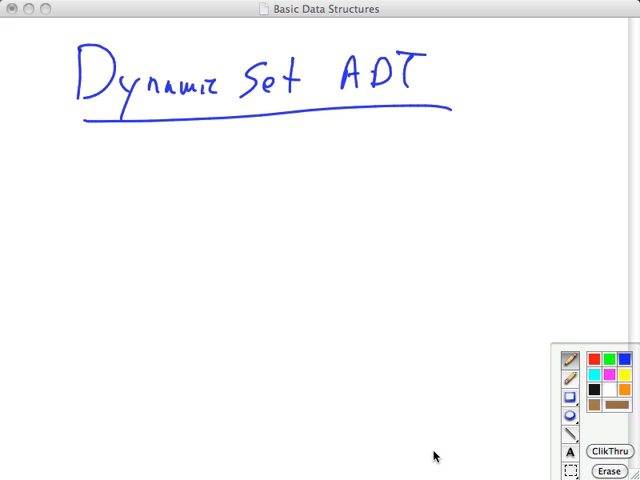 Basic Data Structures
Dynamic Set ADT
A
ClikThru
Erase